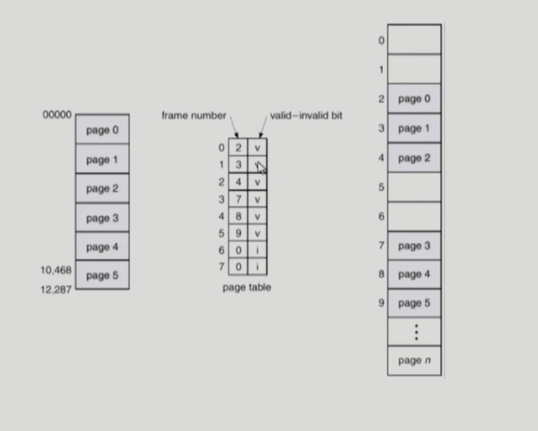 00000
page 0
page 1
page 2
page 3
page 4
10,468
page 5
12,287
frame number
valid–invalid bit
0 2 v
1 3
2 4 v
3 7 v
4 8 v
5 9 v
6 0 i
7 0 i
page table
0
1
2 page 0
3 page 1
4 page 2
5
6
7 page 3
8 page 4
9 page 5
⋮
page n